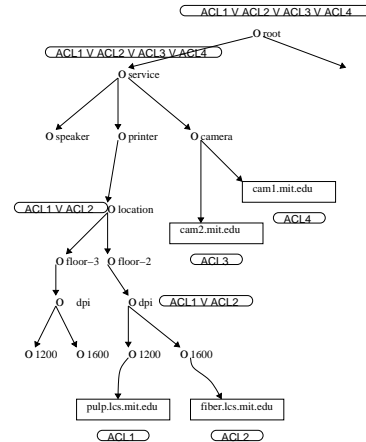 ACL1 V ACL2 V ACL3 V ACL4
O root
ACL1 V ACL2 V ACL3 V ACL4
O service
O speaker O printer O camera
cam1.mit.edu
ACL1 V ACL2 O location ACL4
cam2.mit.edu
ACL3
O floor-3 O floor-2
O dpi O dpi ACL1 V ACL2
O 1200 O 1600 O 1200 O 1600
pulp.lcs.mit.edu fiber.lcs.mit.edu
ACL1 ACL2